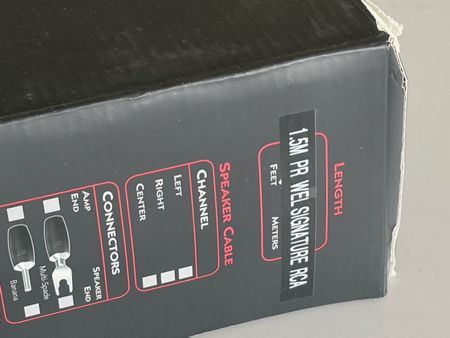 LENGTH
1.5M PR WEL SIGNATURE RCA
FEET METERS
SPEAKER CABLE
CHANNEL
LEFT
RIGHT
CENTER
CONNECTORS
AMP END SPEAKER END
Multi Spade
Banana